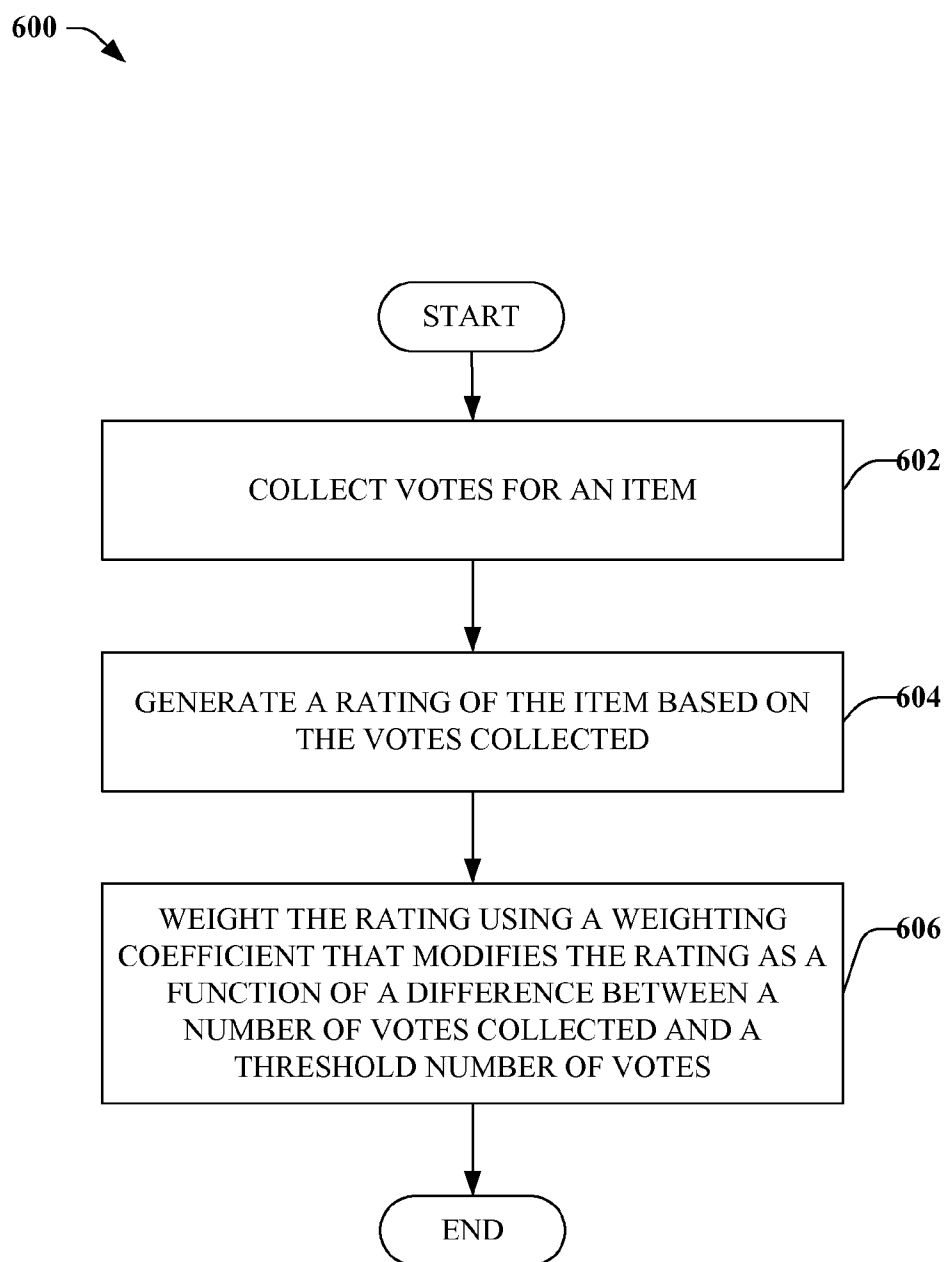 600
START
COLLECT VOTES FOR AN ITEM
602
GENERATE A RATING OF THE ITEM BASED ON
THE VOTES COLLECTED
604
WEIGHT THE RATING USING A WEIGHTING
COEFFICIENT THAT MODIFIES THE RATING AS A
FUNCTION OF A DIFFERENCE BETWEEN A
NUMBER OF VOTES COLLECTED AND A
THRESHOLD NUMBER OF VOTES
606
END